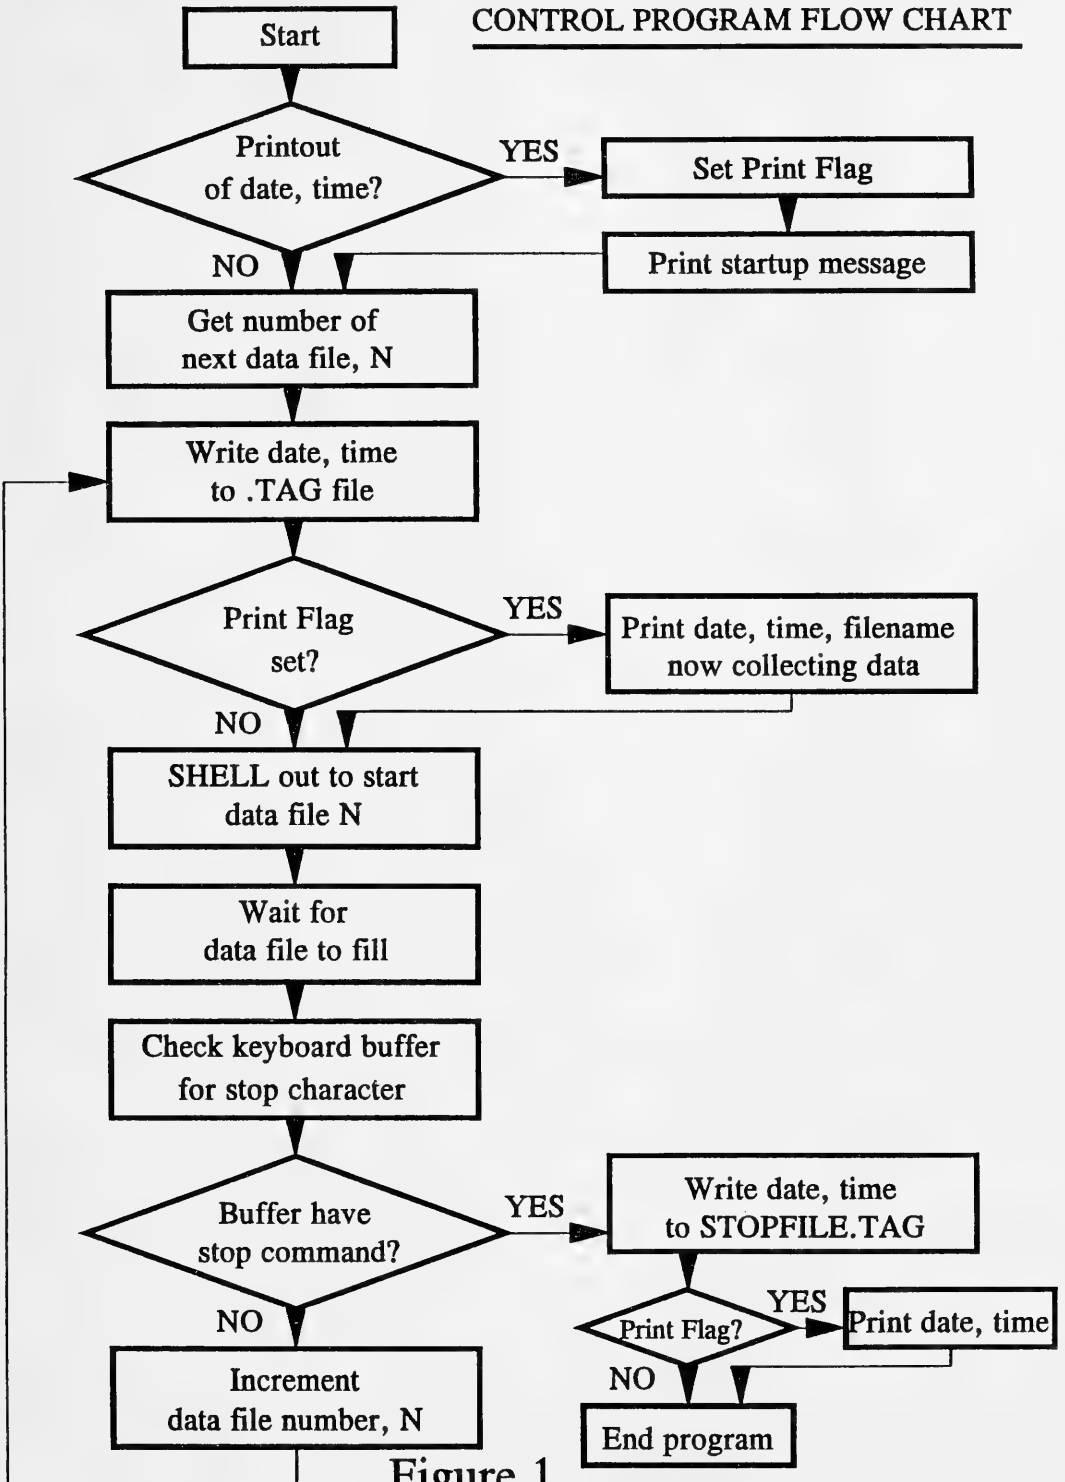 CONTROL PROGRAM FLOW CHART
Start
Printout
of date, time?
YES
Set Print Flag
Print startup message
NO
Get number of
next data file, N
Write date, time
to .TAG file
Print Flag
set?
YES
Print date, time, filename
now collecting data
NO
SHELL out to start
data file N
Wait for
data file to fill
Check keyboard buffer
for stop character
Buffer have
stop command?
YES
Write date, time
to STOPFILE.TAG
Print Flag?
YES
Print date, time
NO
End program
NO
Increment
data file number, N
Figure 1